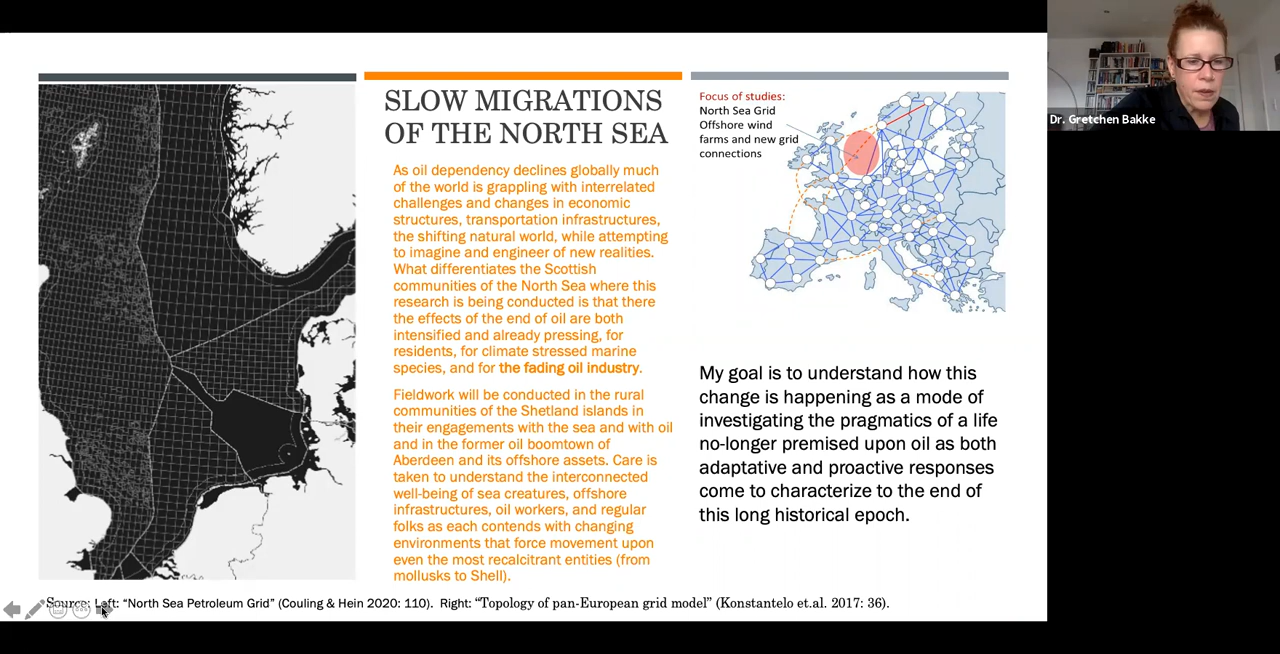 SLOW MIGRATIONS
OF THE NORTH SEA
As oil dependency declines globally much
of the world is grappling with interrelated
challenges and changes in economic
structures, transportation infrastructures,
the shifting natural world, while attempting
to imagine and engineer of new realities.
What differentiates the Scottish
communities of the North Sea where this
research is being conducted is that there
the effects of the end of oil are both
intensified and already pressing, for
residents, for climate stressed marine
species, and for the fading oil industry.
Fieldwork will be conducted in the rural
communities of the Shetland islands in
their engagements with the sea and with oil
and in the former oil boomtown of
Aberdeen and its offshore assets. Care is
taken to understand the interconnected
well-being of sea creatures, offshore
infrastructures, oil workers, and regular
folks as each contends with changing
environments that force movement upon
even the most recalcitrant entities (from
mollusks to Shell).
Focus of studies:
North Sea Grid
Offshore wind
farms and new grid
connections
My goal is to understand how this
change is happening as a mode of
investigating the pragmatics of a life
no-longer premised upon oil as both
adaptative and proactive responses
come to characterize to the end of
this long historical epoch.
Source: Left: “North Sea Petroleum Grid” (Couling & Hein 2020: 110). Right: “Topology of pan-European grid model” (Konstantelo et.al. 2017: 36).
Dr. Gretchen Bakke